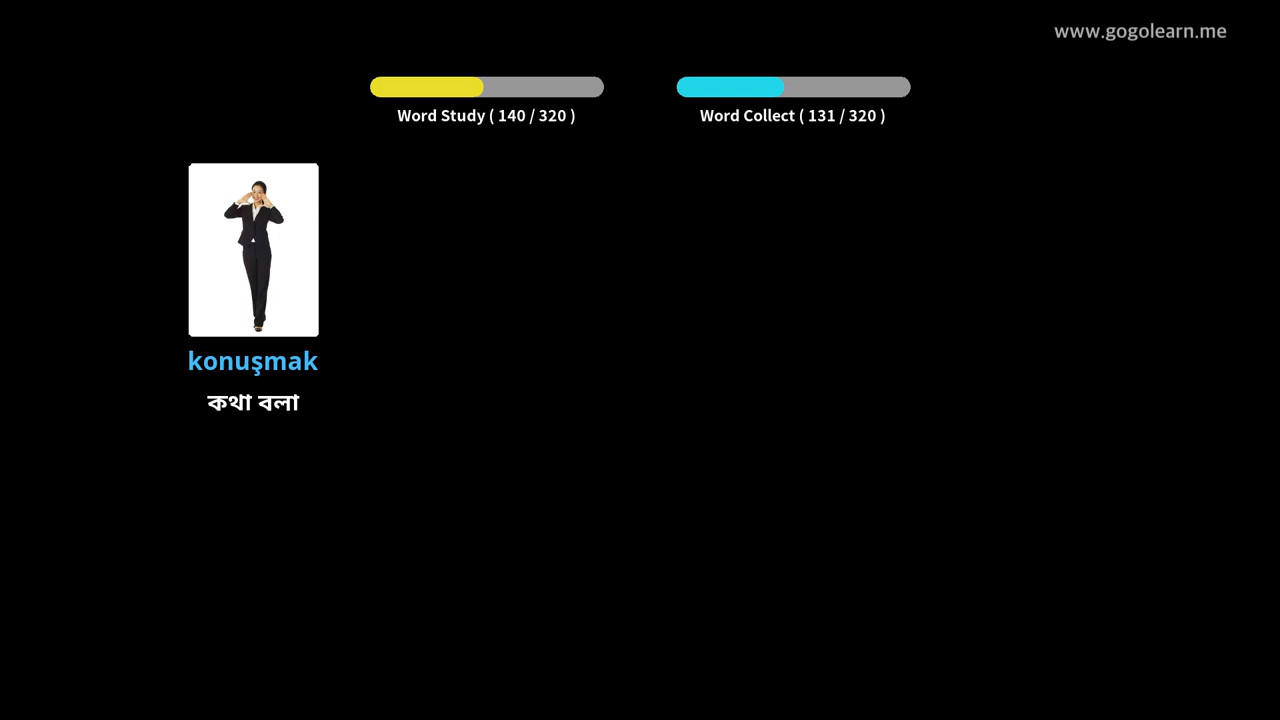 www.gogolearn.me
Word Study ( 140 / 320 )
Word Collect ( 131 / 320 )
konuşmak
কথা বলা